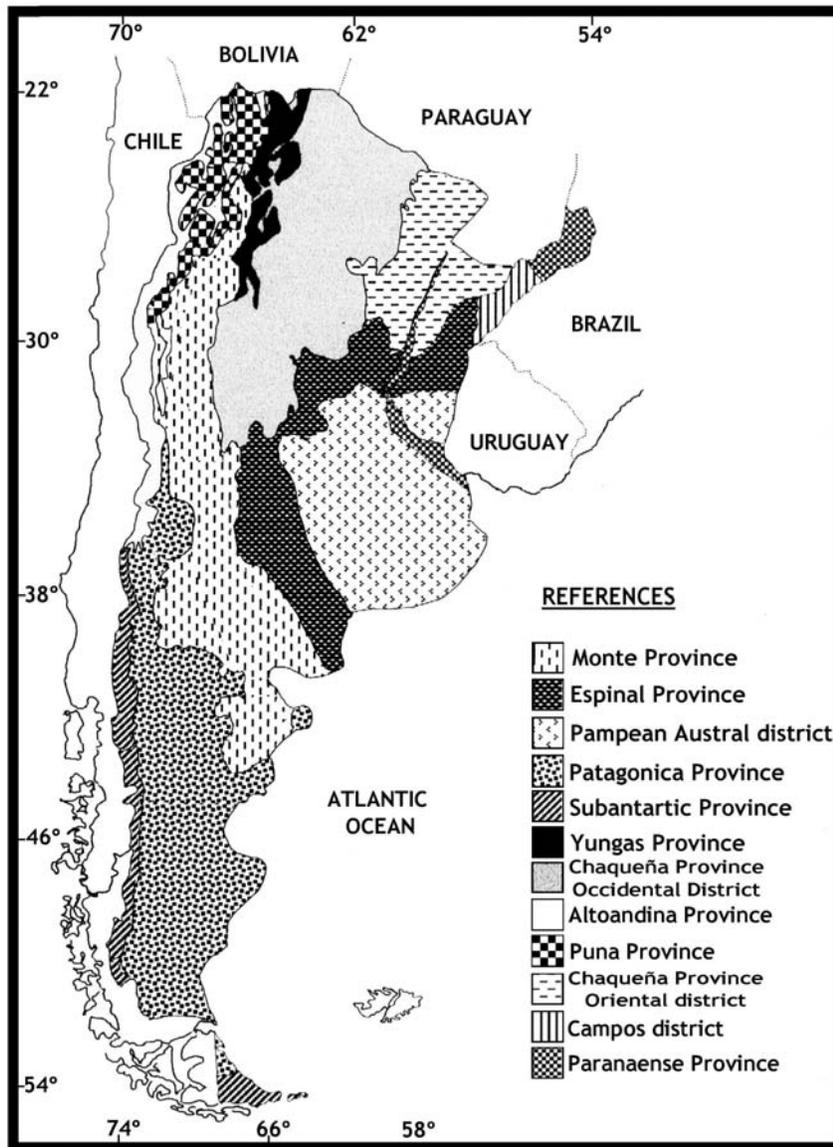 70° 62° 54°
BOLIVIA
22°
PARAGUAY
CHILE
30°
BRAZIL
URUGUAY
38°
REFERENCES
Monte Province
Espinal Province
Pampean Austral district
Patagonica Province
ATLANTIC
OCEAN
Subantartic Province
46°
Yungas Province
Chaqueña Province
Occidental District
Altoandina Province
Puna Province
Chaqueña Province
Oriental district
Campos district
Paranaense Province
54°
74° 66° 58°